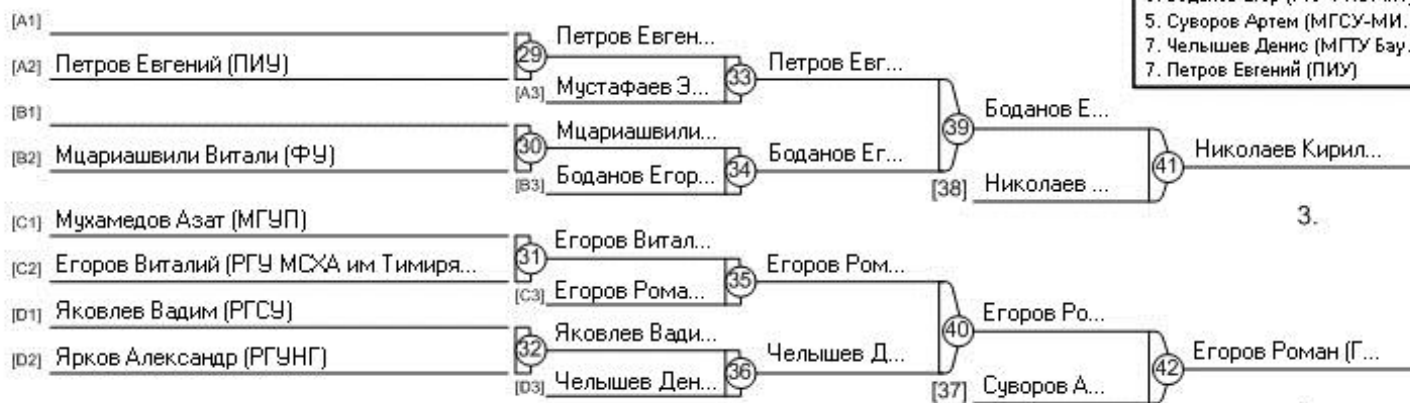 5. Суворов Артем (МГСУ-МИ...
7. Челышев Денис (МГТУ Бау...
7. Петров Евгений (ПИУ)
[A1]
[A2] Петров Евгений (ПИУ)
29
Петров Евген...
[A3] Мустафаев Э...
33
Петров Евг...
[B1]
[B2] Мцариашвили Витали (ФУ)
30
Мцариашвили...
[B3] Боданов Егор...
34
Боданов Ег...
39
Боданов Е...
[38] Николаев ...
41
Николаев Кирил...
3.
[C1] Мухамедов Азат (МГУП)
[C2] Егоров Виталий (РГУ МСХА им Тимиря...
31
Егоров Витал...
[C3] Егоров Рома...
35
Егоров Ром...
[D1] Яковлев Вадим (РГСУ)
[D2] Ярков Александр (РГУНГ)
32
Яковлев Вади...
[D3] Челышев Ден...
36
Челышев Д...
40
Егоров Ро...
[37] Суворов А...
42
Егоров Роман (Г...